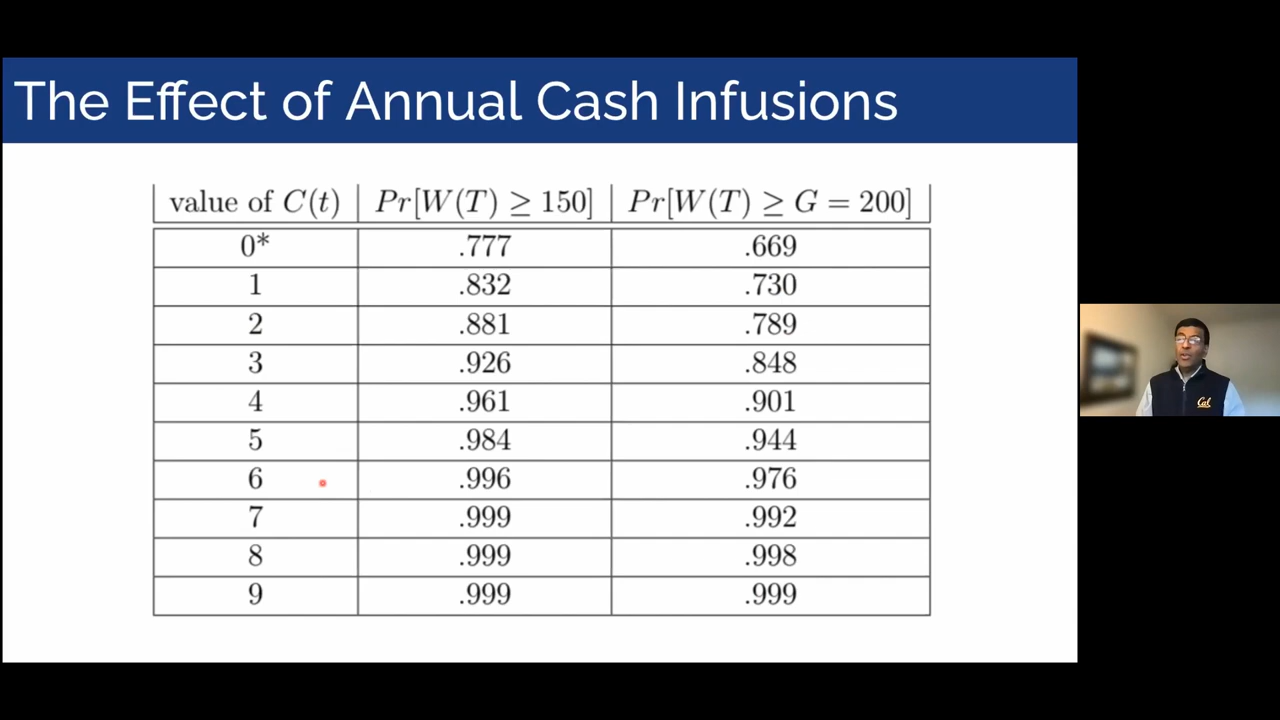 The Effect of Annual Cash Infusions
value of C(t) Pr[W(T) ≥ 150] Pr[W(T) ≥ G = 200]
0* .777 .669
1 .832 .730
2 .881 .789
3 .926 .848
4 .961 .901
5 .984 .944
6 .996 .976
7 .999 .992
8 .999 .998
9 .999 .999
Cal